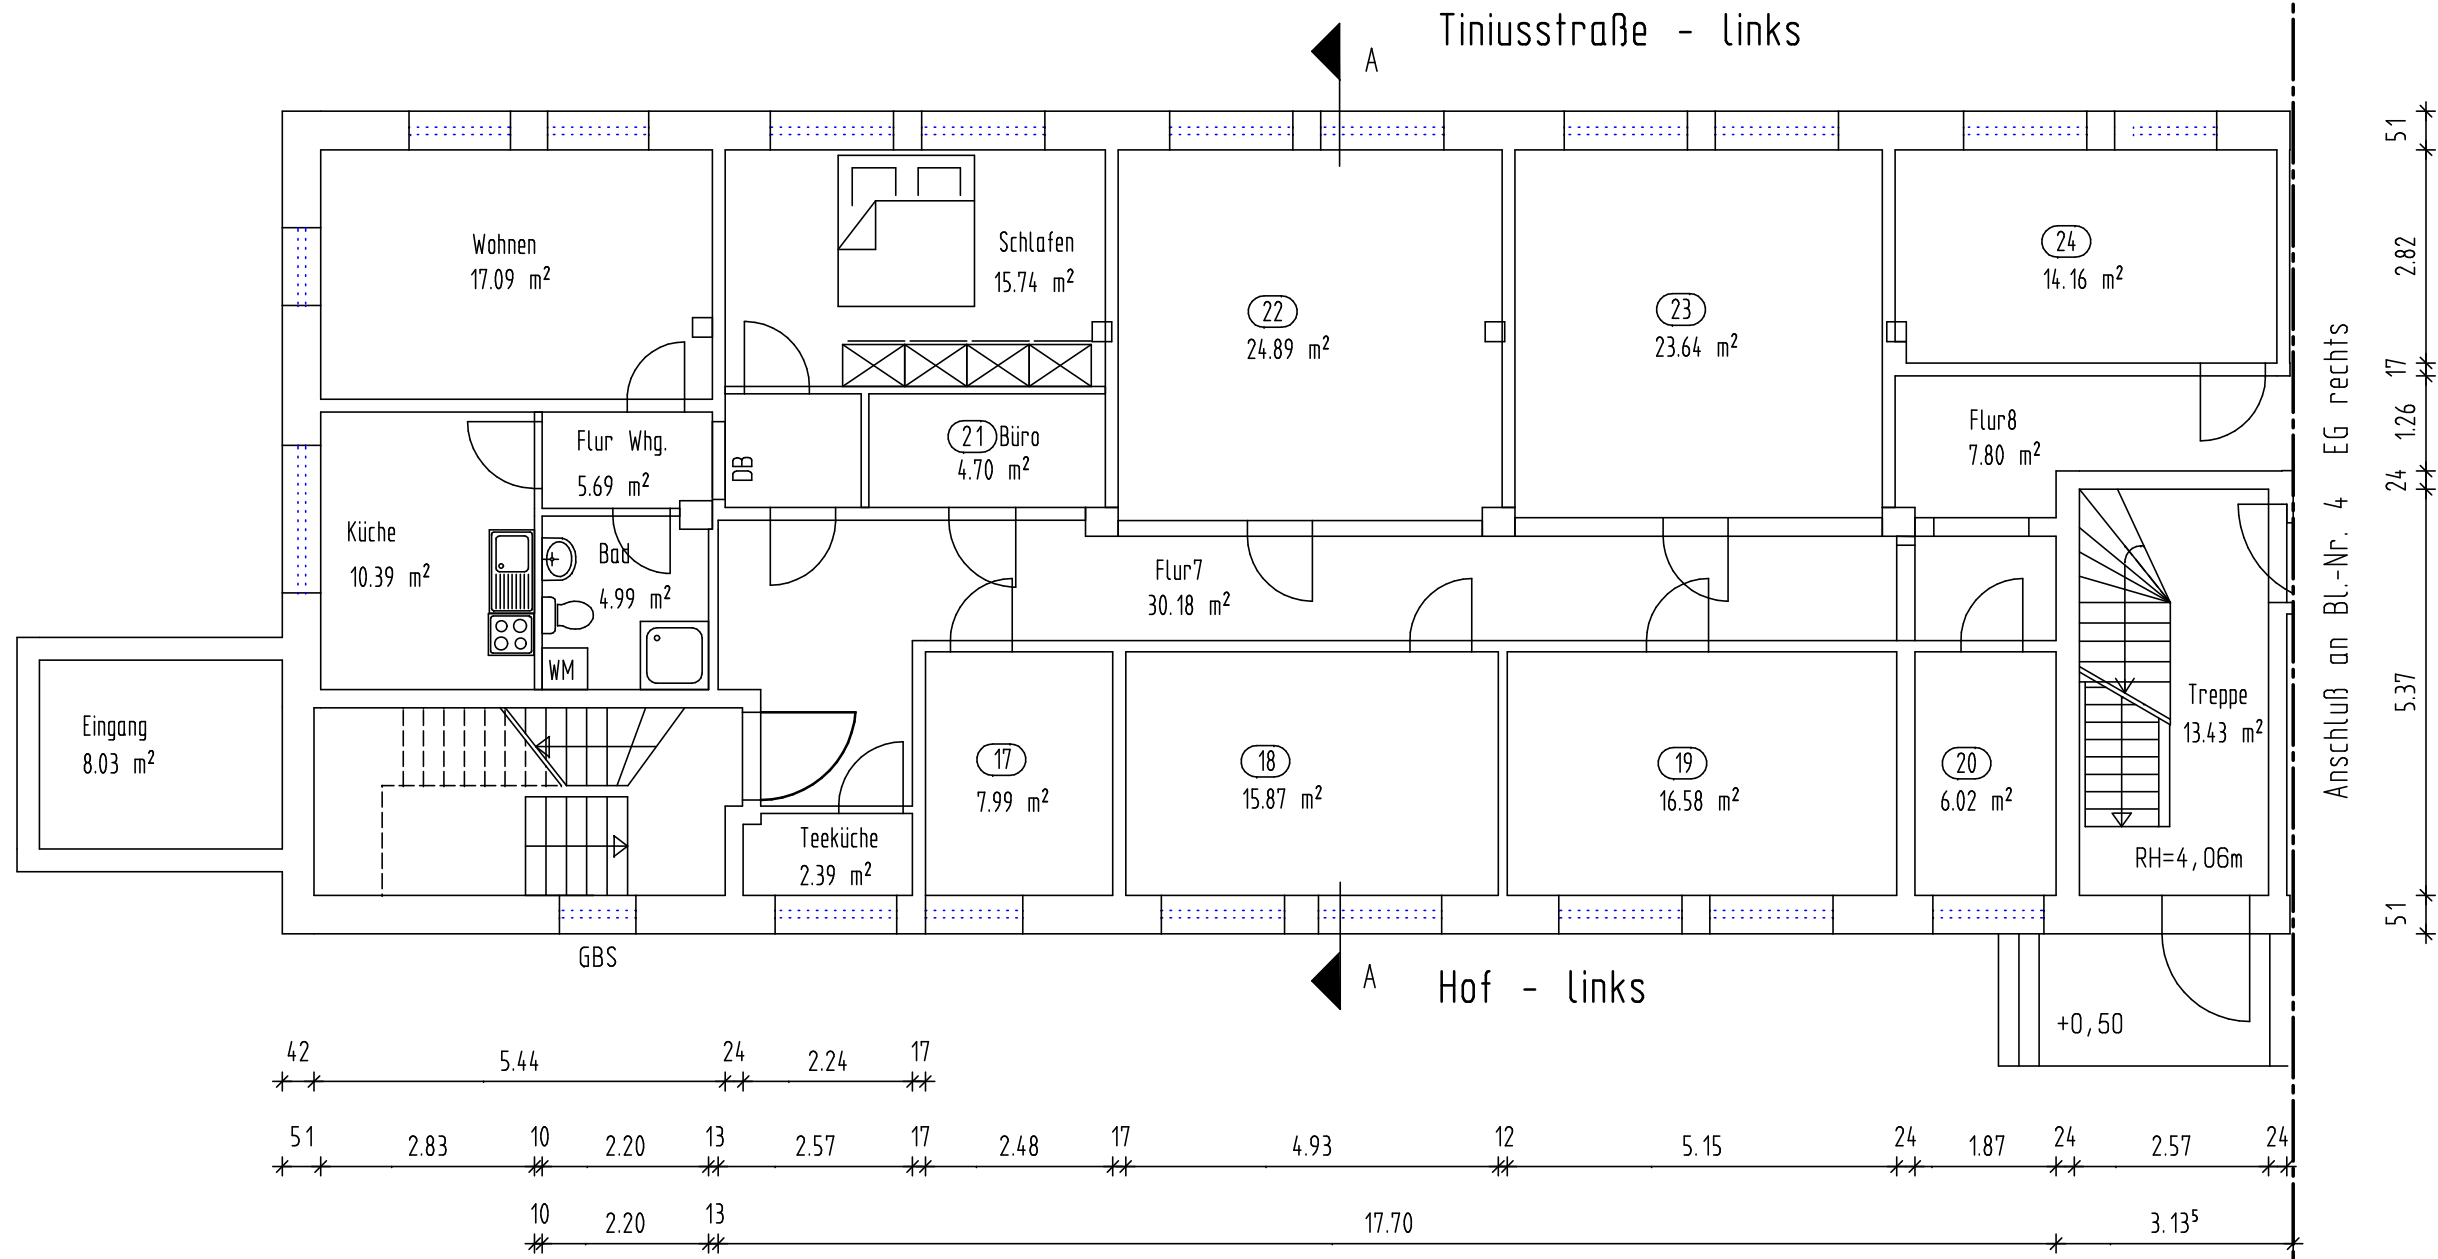 Tiniusstraße - links
A
51
2.82
17
1.26
24
5.37
51
Anschluß an Bl.-Nr. 4 EG rechts
Wohnen
17.09 m²
Schlafen
15.74 m²
22
24.89 m²
23
23.64 m²
24
14.16 m²
Flur Whg.
5.69 m²
DB
21 Büro
4.70 m²
Flur8
7.80 m²
Küche
10.39 m²
Bad
4.99 m²
WM
Flur7
30.18 m²
Eingang
8.03 m²
Teeküche
2.39 m²
17
7.99 m²
18
15.87 m²
19
16.58 m²
20
6.02 m²
Treppe
13.43 m²
RH=4,06m
GBS
A
Hof - links
+0,50
42 5.44 24 2.24 17
51 2.83 10 2.20 13 2.57 17 2.48 17 4.93 12 5.15 24 1.87 24 2.57 24
10 2.20 13 17.70 3.13⁵